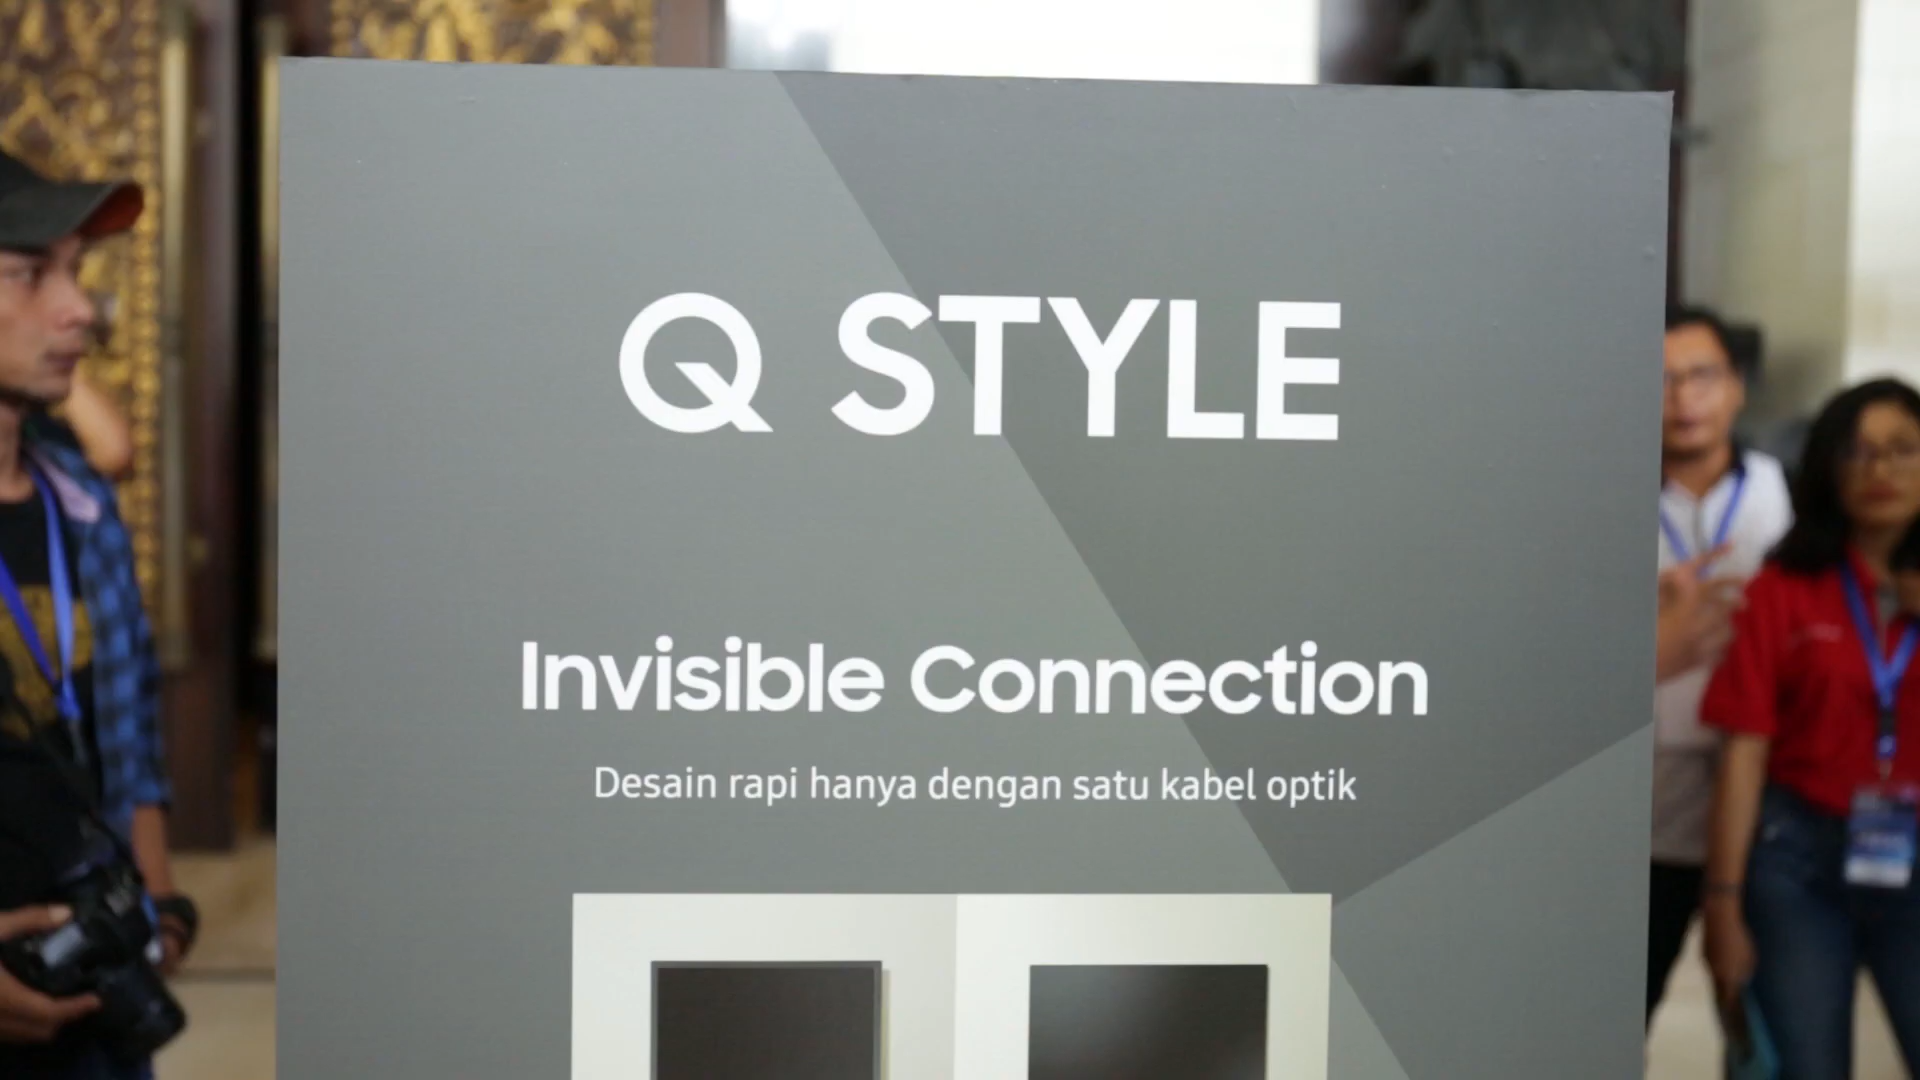 Q STYLE
Invisible Connection
Desain rapi hanya dengan satu kabel optik